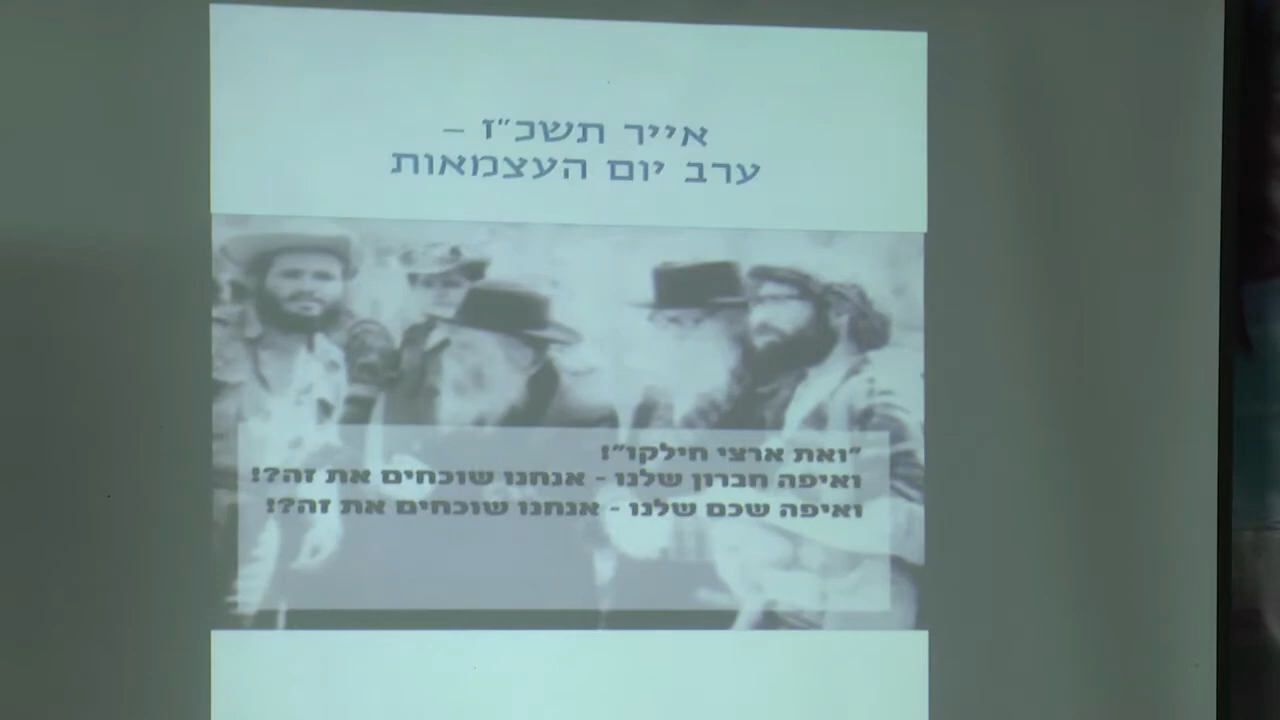 אייר תשכ"ז –
ערב יום העצמאות
"ואת ארצי חילקו"!
ואיפה חברון שלנו - אנחנו שוכחים את זה?!
ואיפה שכם שלנו - אנחנו שוכחים את זה?!